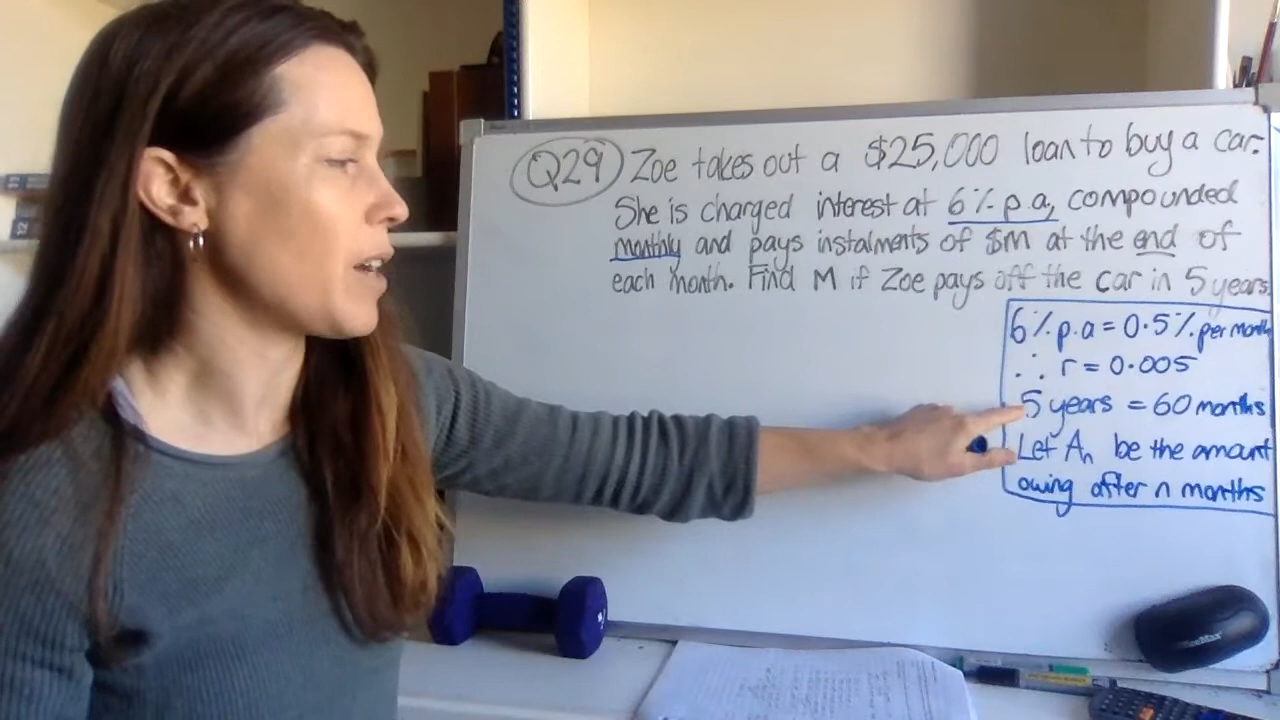 Q29 Zoe takes out a $25,000 loan to buy a car.
She is charged interest at 6% p.a, compounded
monthly and pays instalments of $M at the end of
each month. Find M if Zoe pays off the car in 5 years.
6% p.a = 0.5% per month
∴ r = 0.005
5 years = 60 months
Let An be the amount
owing after n months